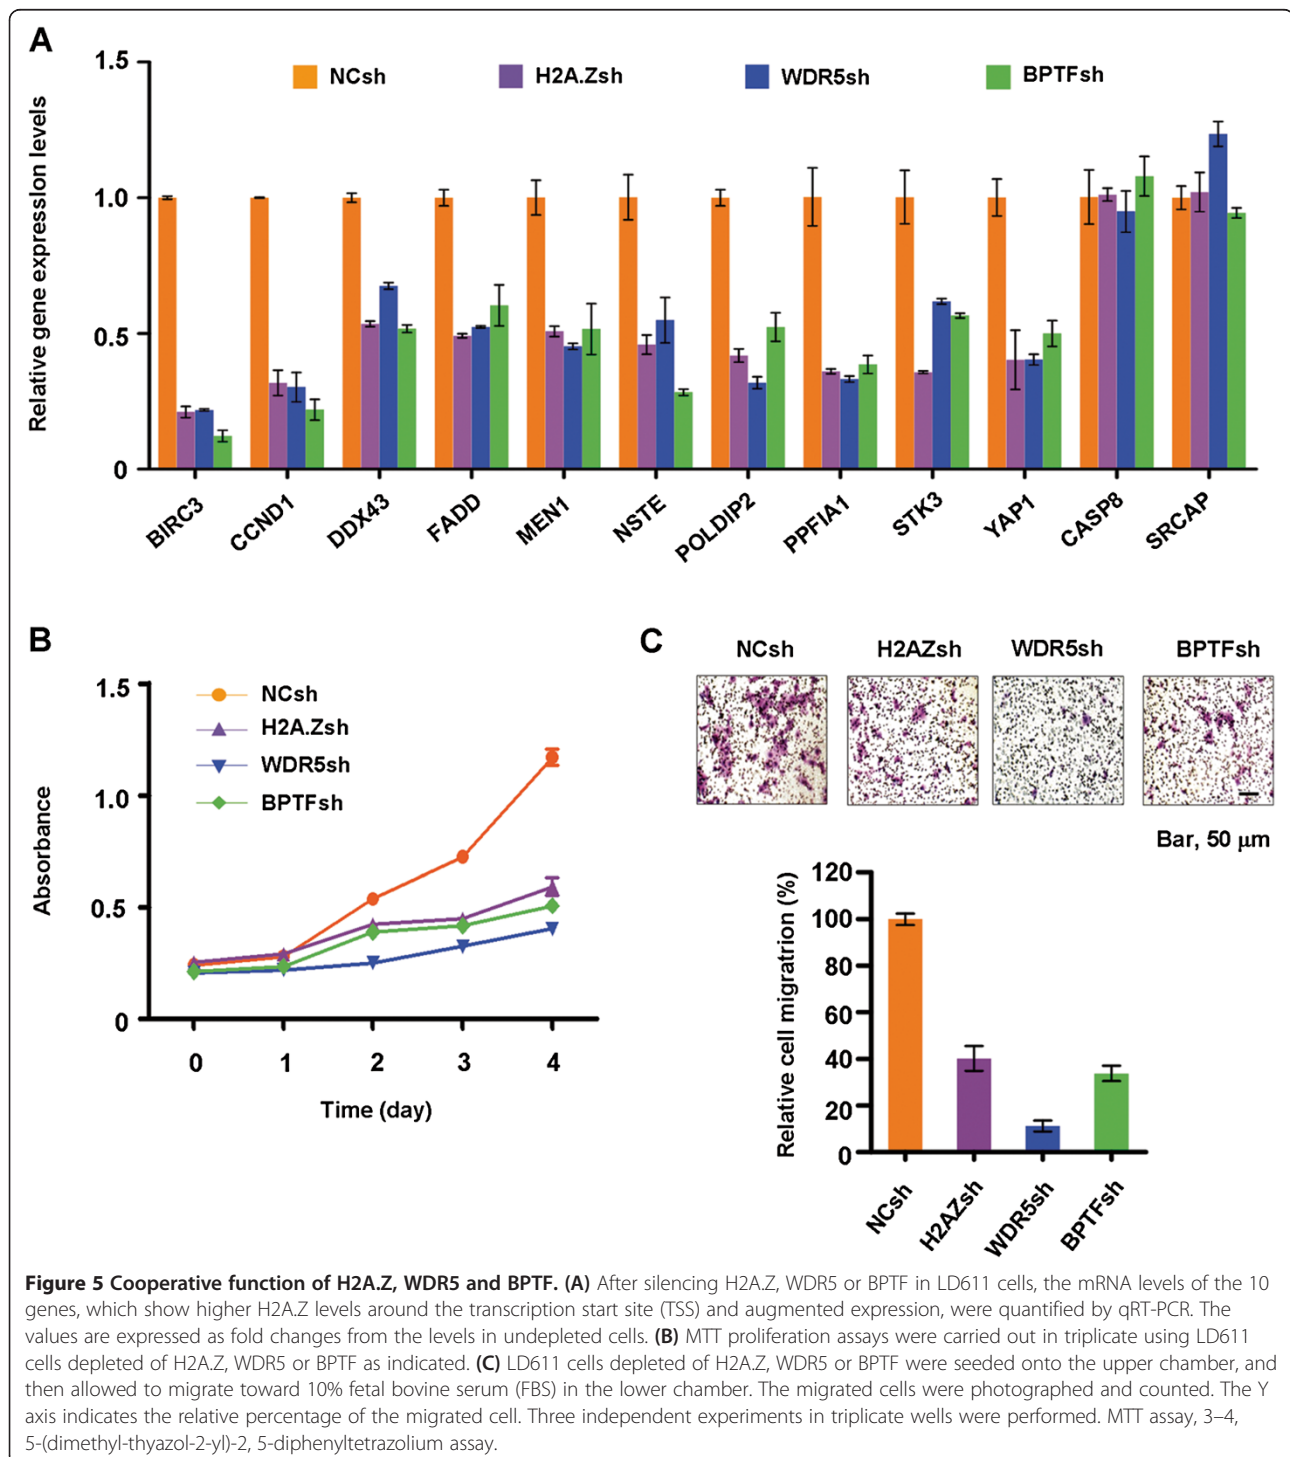 A
1.5
1.0
0.5
0
Relative gene expression levels
NCsh
H2A.Zsh
WDR5sh
BPTFsh
BIRC3
CCND1
DDX43
FADD
MEN1
NSTE
POLDIP2
PPFIA1
STK3
YAP1
CASP8
SRCAP
B
1.5
1.0
0.5
0
Absorbance
NCsh
H2A.Zsh
WDR5sh
BPTFsh
0 1 2 3 4
Time (day)
C
NCsh H2AZsh WDR5sh BPTFsh
Bar, 50 μm
120
100
80
60
40
20
0
Relative cell migratrion (%)
NCsh
H2AZsh
WDR5sh
BPTFsh
Figure 5 Cooperative function of H2A.Z, WDR5 and BPTF. (A) After silencing H2A.Z, WDR5 or BPTF in LD611 cells, the mRNA levels of the 10
genes, which show higher H2A.Z levels around the transcription start site (TSS) and augmented expression, were quantified by qRT-PCR. The
values are expressed as fold changes from the levels in undepleted cells. (B) MTT proliferation assays were carried out in triplicate using LD611
cells depleted of H2A.Z, WDR5 or BPTF as indicated. (C) LD611 cells depleted of H2A.Z, WDR5 or BPTF were seeded onto the upper chamber, and
then allowed to migrate toward 10% fetal bovine serum (FBS) in the lower chamber. The migrated cells were photographed and counted. The Y
axis indicates the relative percentage of the migrated cell. Three independent experiments in triplicate wells were performed. MTT assay, 3–4,
5-(dimethyl-thyazol-2-yl)-2, 5-diphenyltetrazolium assay.